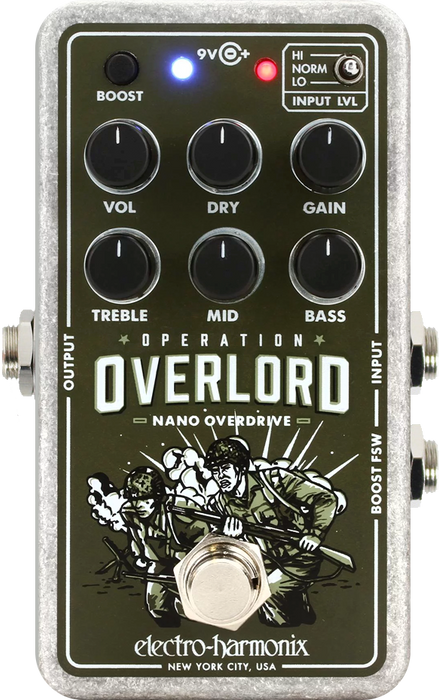 9V +
HI
NORM
LO
INPUT LVL
BOOST
VOL
DRY
GAIN
TREBLE
MID
BASS
OUTPUT
INPUT
BOOST FSW
OPERATION
OVERLORD
NANO OVERDRIVE
electro-harmonix
NEW YORK CITY, USA